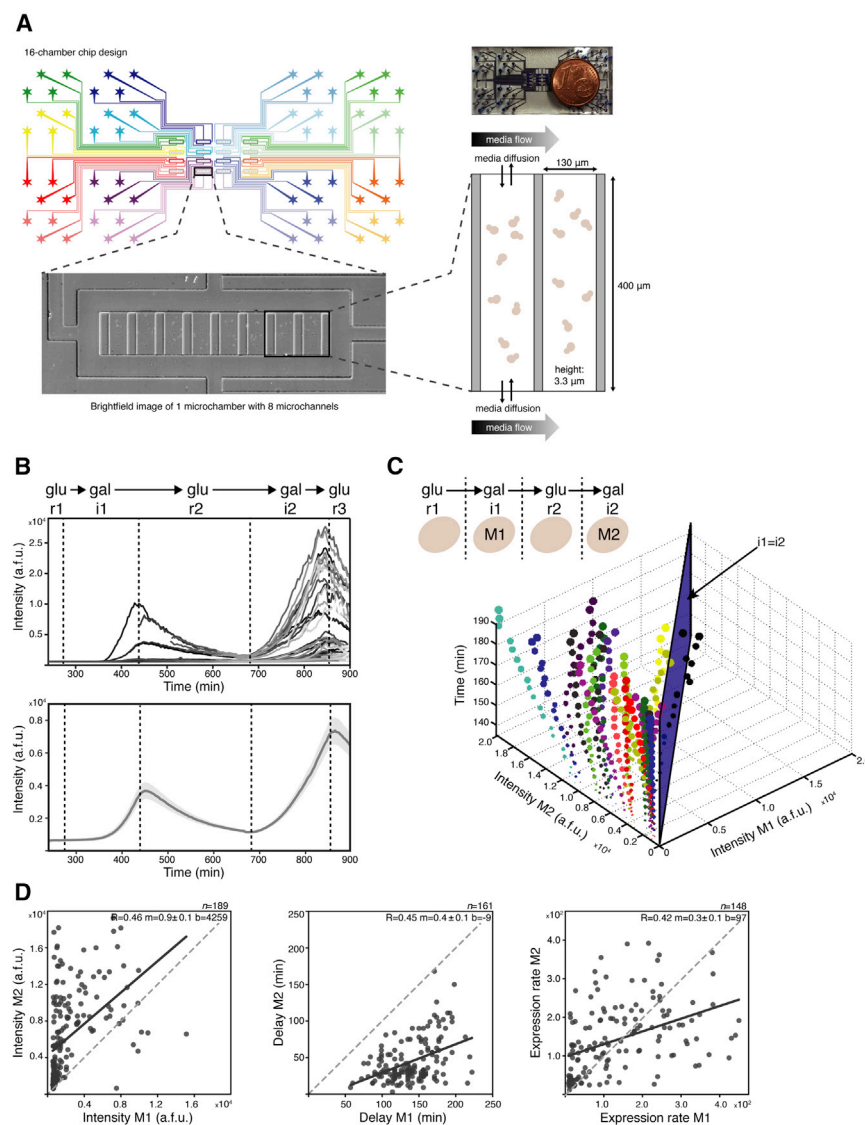 A
16-chamber chip design
media flow
media diffusion
130 μm
400 μm
height:
3.3 μm
media diffusion
media flow
Brightfield image of 1 microchamber with 8 microchannels
B
glu gal glu gal glu
r1 i1 r2 i2 r3
x10⁴
Intensity (a.f.u.)
2.5
1.0
0.5
300 400 500 600 700 800 900
Time (min)
x10⁴
Intensity (a.f.u.)
0.8
0.6
0.4
0.2
300 400 500 600 700 800 900
Time (min)
C
glu gal glu gal
r1 i1 r2 i2
M1 M2
i1=i2
Time (min)
190
180
170
160
150
140
2.0 1.8 1.6 1.4 1.2 1.0 0.8 0.6 0.4 0.2 0
Intensity M2 (a.f.u.)
x10⁴
0 0.5 1.0 1.5 2.
Intensity M1 (a.f.u.)
x10⁴
D
n=189
R=0.46 m=0.9±0.1 b=4259
x10⁴
Intensity M2 (a.f.u.)
1.6
1.2
0.8
0.4
0.4 0.8 1.2 1.6
x10⁴
Intensity M1 (a.f.u.)
n=161
R=0.45 m=0.4±0.1 b=-9
Delay M2 (min)
250
200
150
100
50
0
50 100 150 200 250
Delay M1 (min)
n=148
R=0.42 m=0.3±0.1 b=97
x10²
Expression rate M2
4.0
3.0
2.0
1.0
1.0 2.0 3.0 4.0
x10²
Expression rate M1